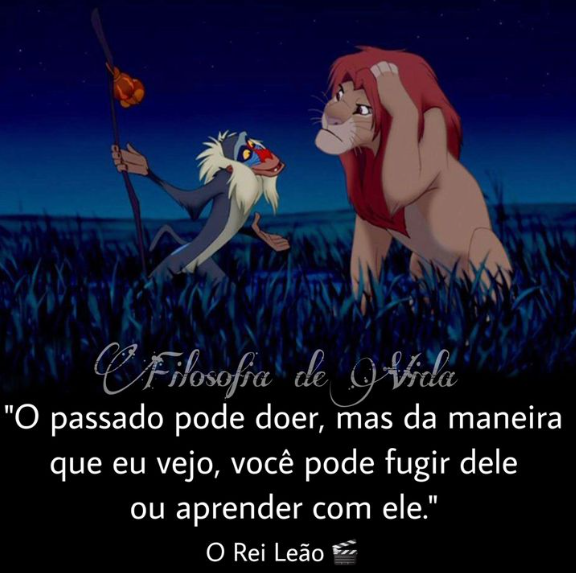 Filosofia de Vida
"O passado pode doer, mas da maneira
que eu vejo, você pode fugir dele
ou aprender com ele."
O Rei Leão 🎬